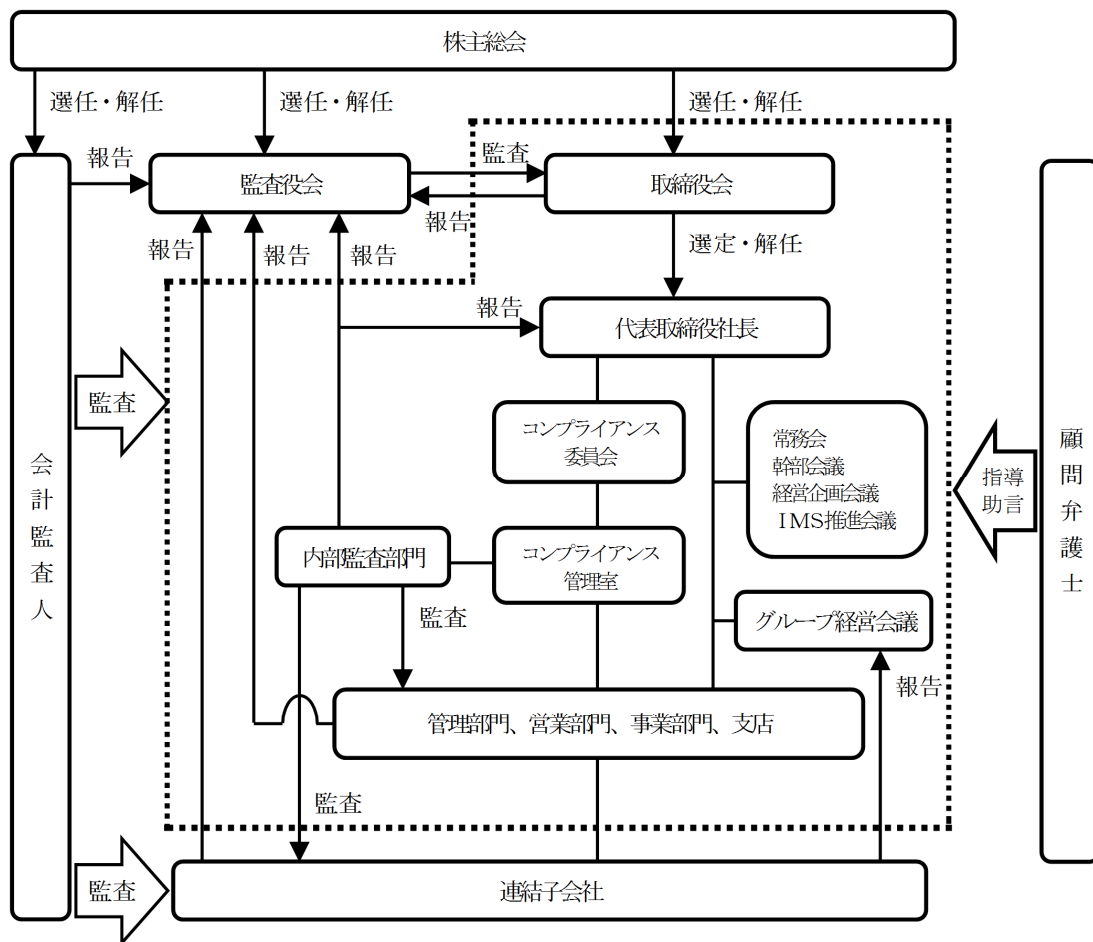 株主総会
選任・解任
選任・解任
選任・解任
報告
監査役会
監査
取締役会
報告
報告
報告
報告
選定・解任
報告
代表取締役社長
監査
コンプライアンス
委員会
常務会
幹部会議
経営企画会議
IMS推進会議
指導
助言
顧問弁護士
会計監査人
内部監査部門
コンプライアンス
管理室
監査
グループ経営会議
報告
管理部門、営業部門、事業部門、支店
監査
監査
連結子会社